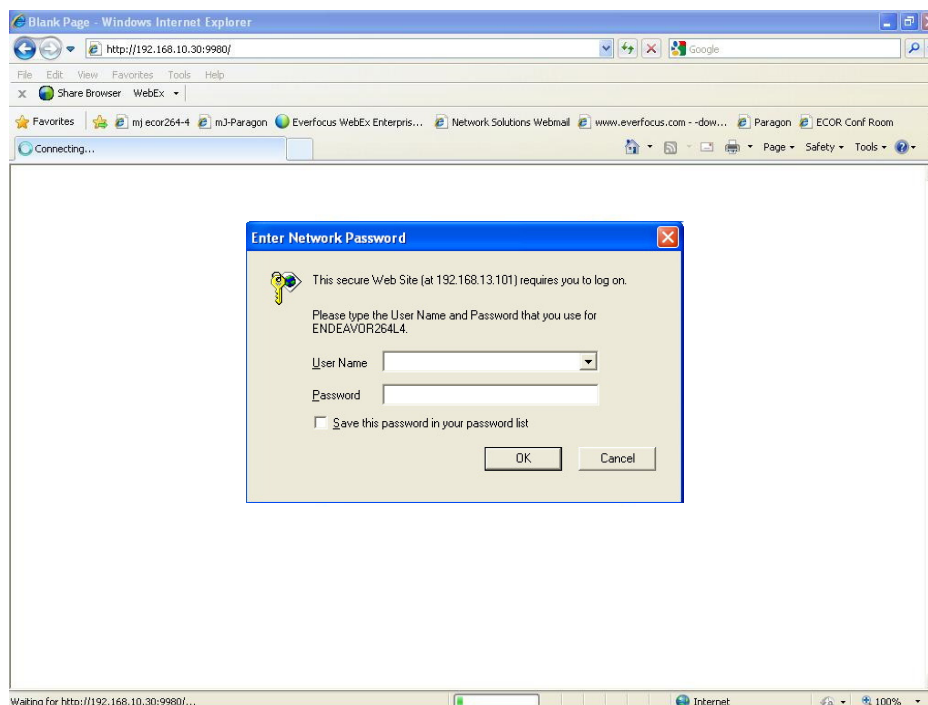 Blank Page - Windows Internet Explorer
http://192.168.10.30:9980/
Google
File Edit View Favorites Tools Help
x Share Browser WebEx
Favorites mj ecor264-4 mJ-Paragon Everfocus WebEx Enterpris... Network Solutions Webmail www.everfocus.com - -dow... Paragon ECOR Conf Room
Connecting... Page Safety Tools
Enter Network Password
This secure Web Site (at 192.168.13.101) requires you to log on.
Please type the User Name and Password that you use for
ENDEAVOR264L4.
User Name
Password
Save this password in your password list
OK Cancel
Waiting for http://192.168.10.30:9980/... Internet 100%